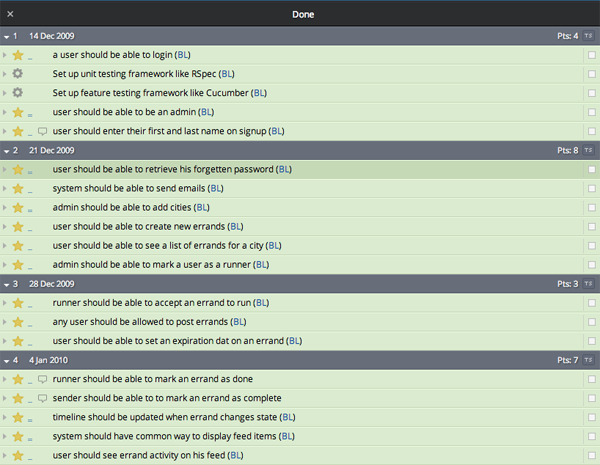 Done
1 14 Dec 2009 Pts: 4 TS
a user should be able to login (BL)
Set up unit testing framework like RSpec (BL)
Set up feature testing framework like Cucumber (BL)
user should be able to be an admin (BL)
user should enter their first and last name on signup (BL)
2 21 Dec 2009 Pts: 8 TS
user should be able to retrieve his forgotten password (BL)
system should be able to send emails (BL)
admin should be able to add cities (BL)
user should be able to create new errands (BL)
user should be able to see a list of errands for a city (BL)
admin should be able to mark a user as a runner (BL)
3 28 Dec 2009 Pts: 3 TS
runner should be able to accept an errand to run (BL)
any user should be allowed to post errands (BL)
user should be able to set an expiration dat on an errand (BL)
4 4 Jan 2010 Pts: 7 TS
runner should be able to mark an errand as done
sender should be able to to mark an errand as complete
timeline should be updated when errand changes state (BL)
system should have common way to display feed items (BL)
user should see errand activity on his feed (BL)